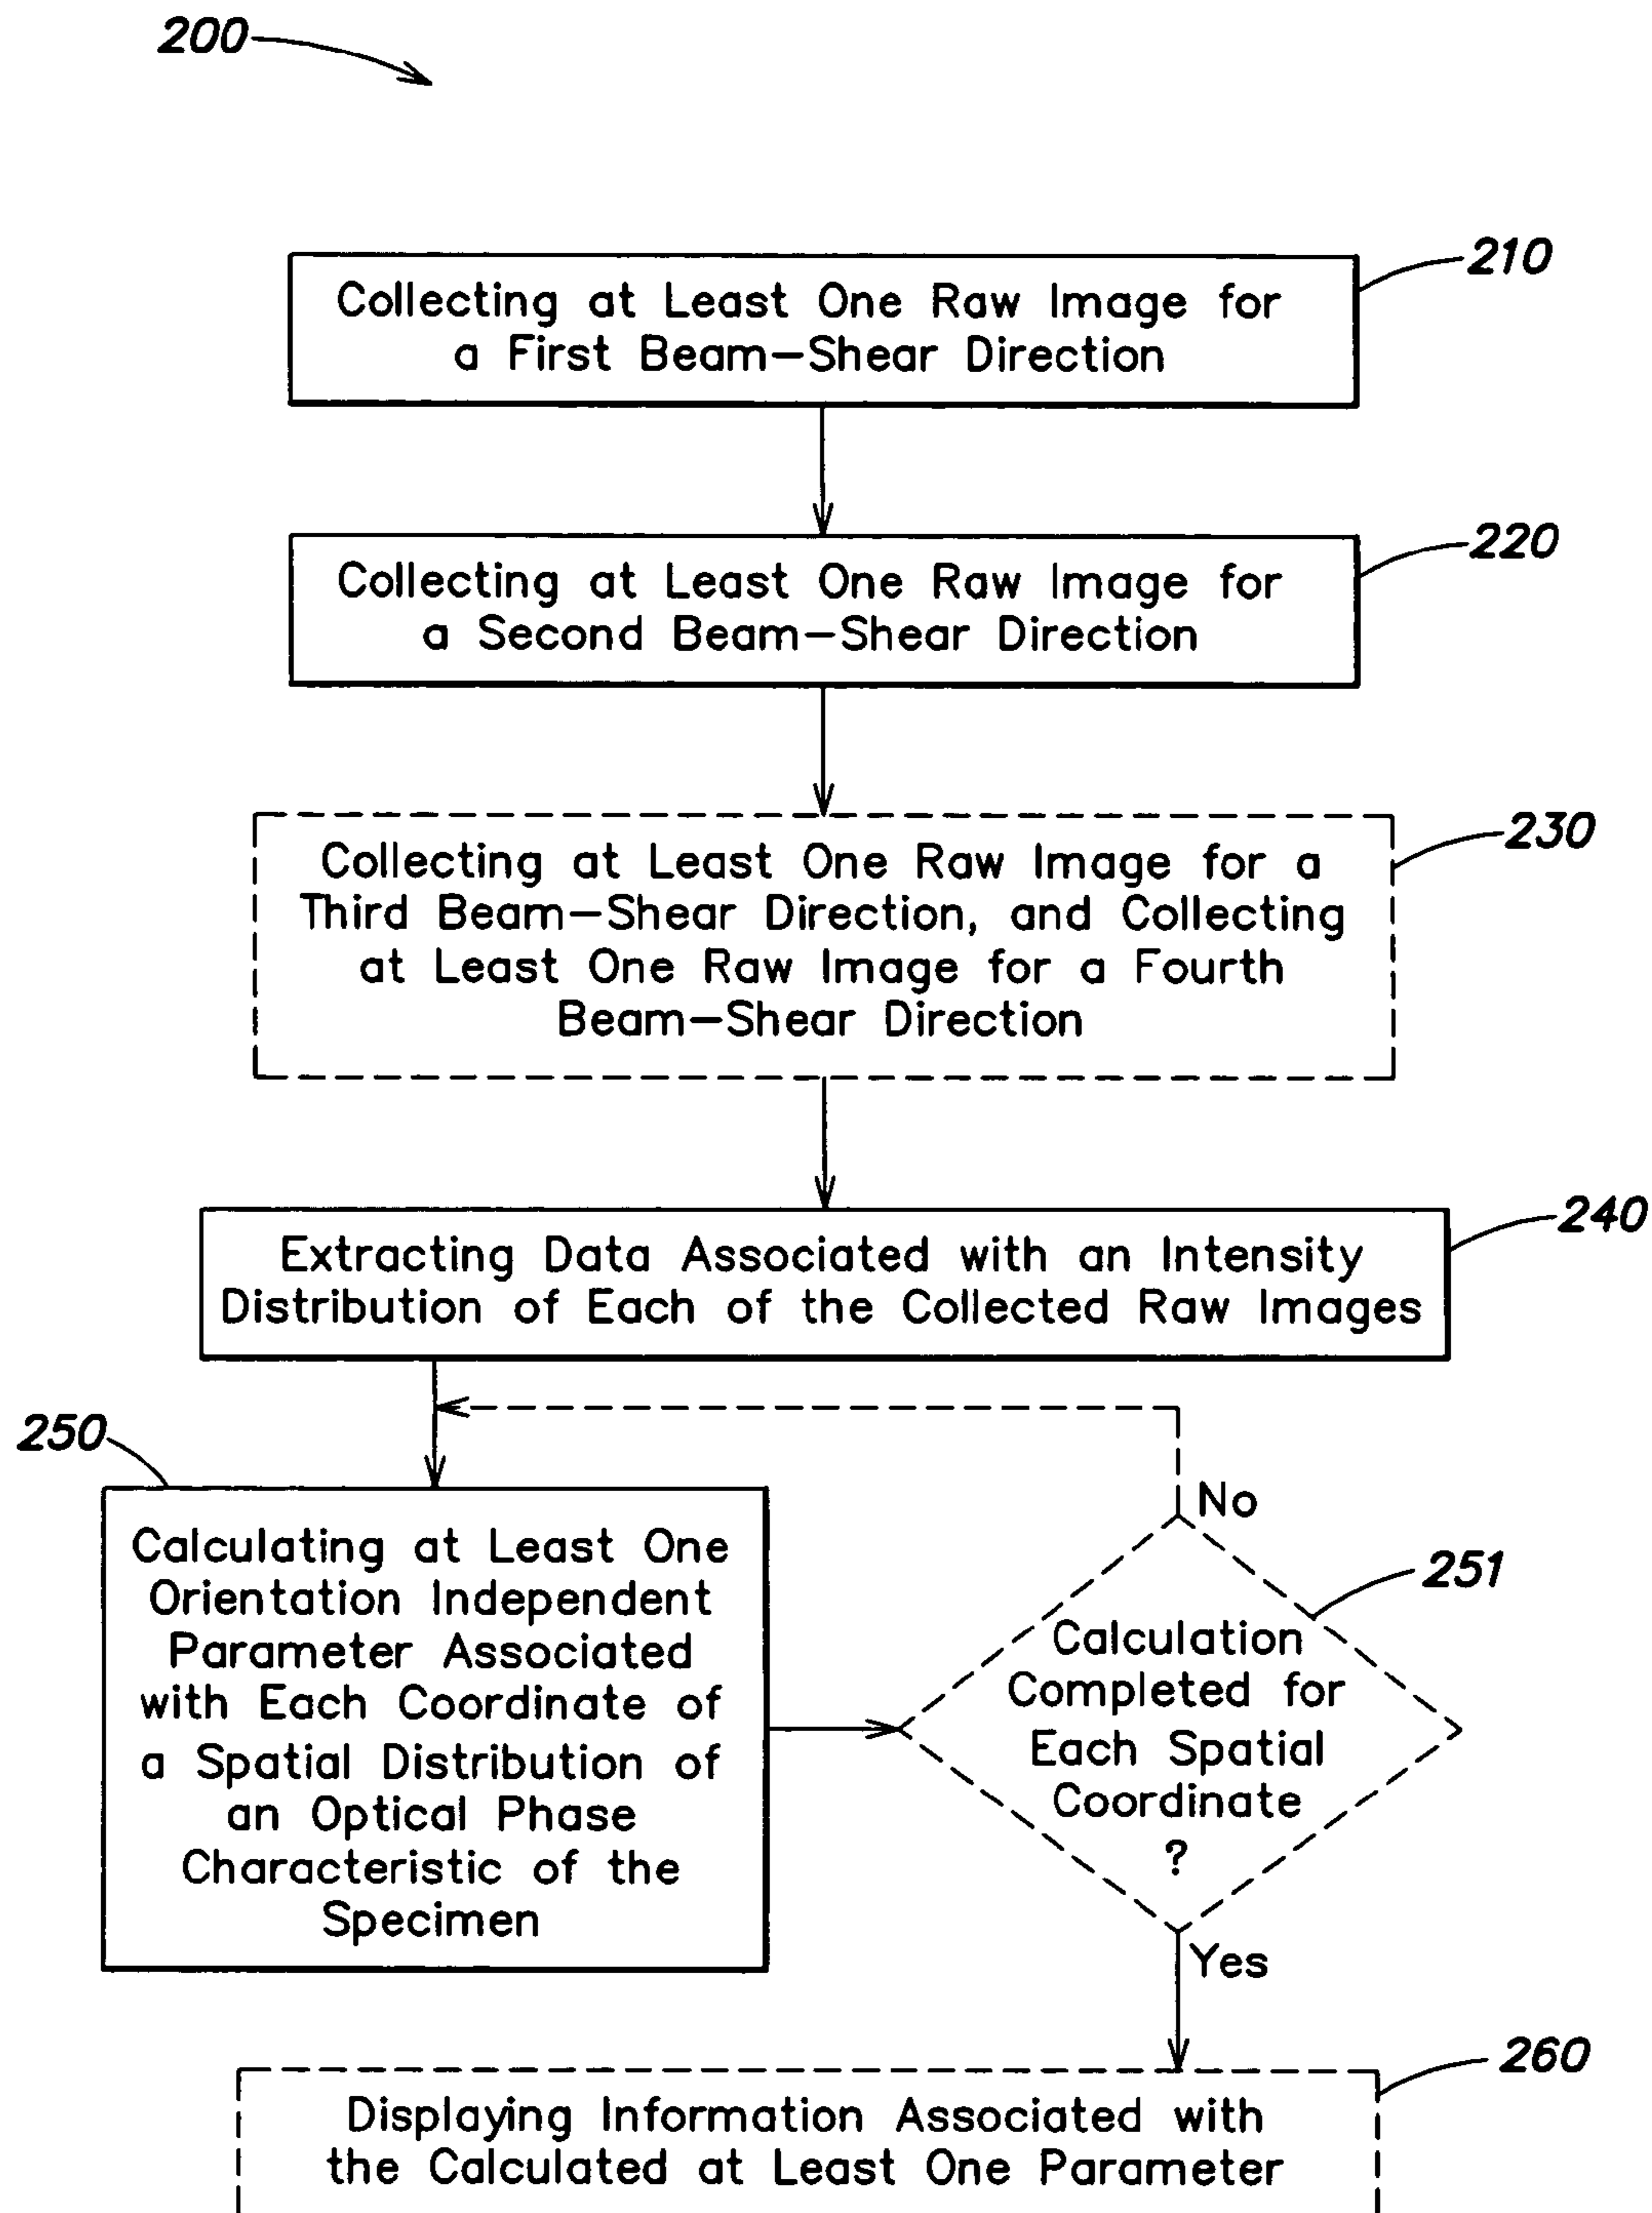 200
210
Collecting at Least One Raw Image for
a First Beam-Shear Direction
220
Collecting at Least One Raw Image for
a Second Beam-Shear Direction
230
Collecting at Least One Raw Image for a
Third Beam-Shear Direction, and Collecting
at Least One Raw Image for a Fourth
Beam-Shear Direction
240
Extracting Data Associated with an Intensity
Distribution of Each of the Collected Raw Images
250
Calculating at Least One
Orientation Independent
Parameter Associated
with Each Coordinate of
a Spatial Distribution of
an Optical Phase
Characteristic of the
Specimen
No
251
Calculation
Completed for
Each Spatial
Coordinate
?
Yes
260
Displaying Information Associated with
the Calculated at Least One Parameter